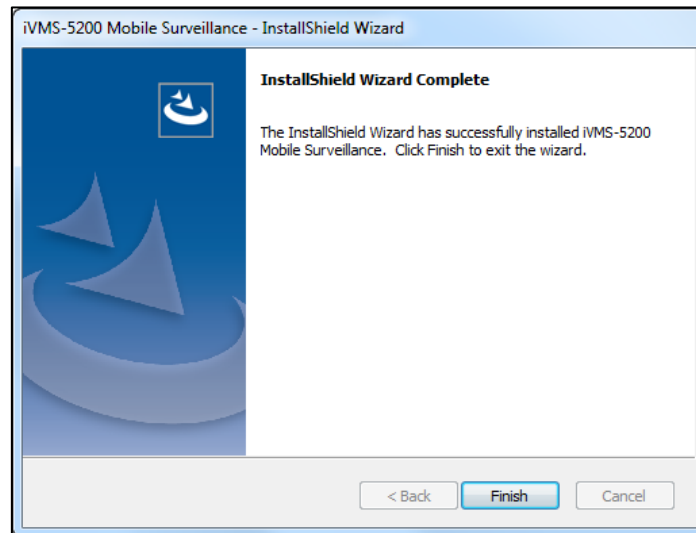 iVMS-5200 Mobile Surveillance - InstallShield Wizard
InstallShield Wizard Complete
The InstallShield Wizard has successfully installed iVMS-5200
Mobile Surveillance. Click Finish to exit the wizard.
< Back
Finish
Cancel